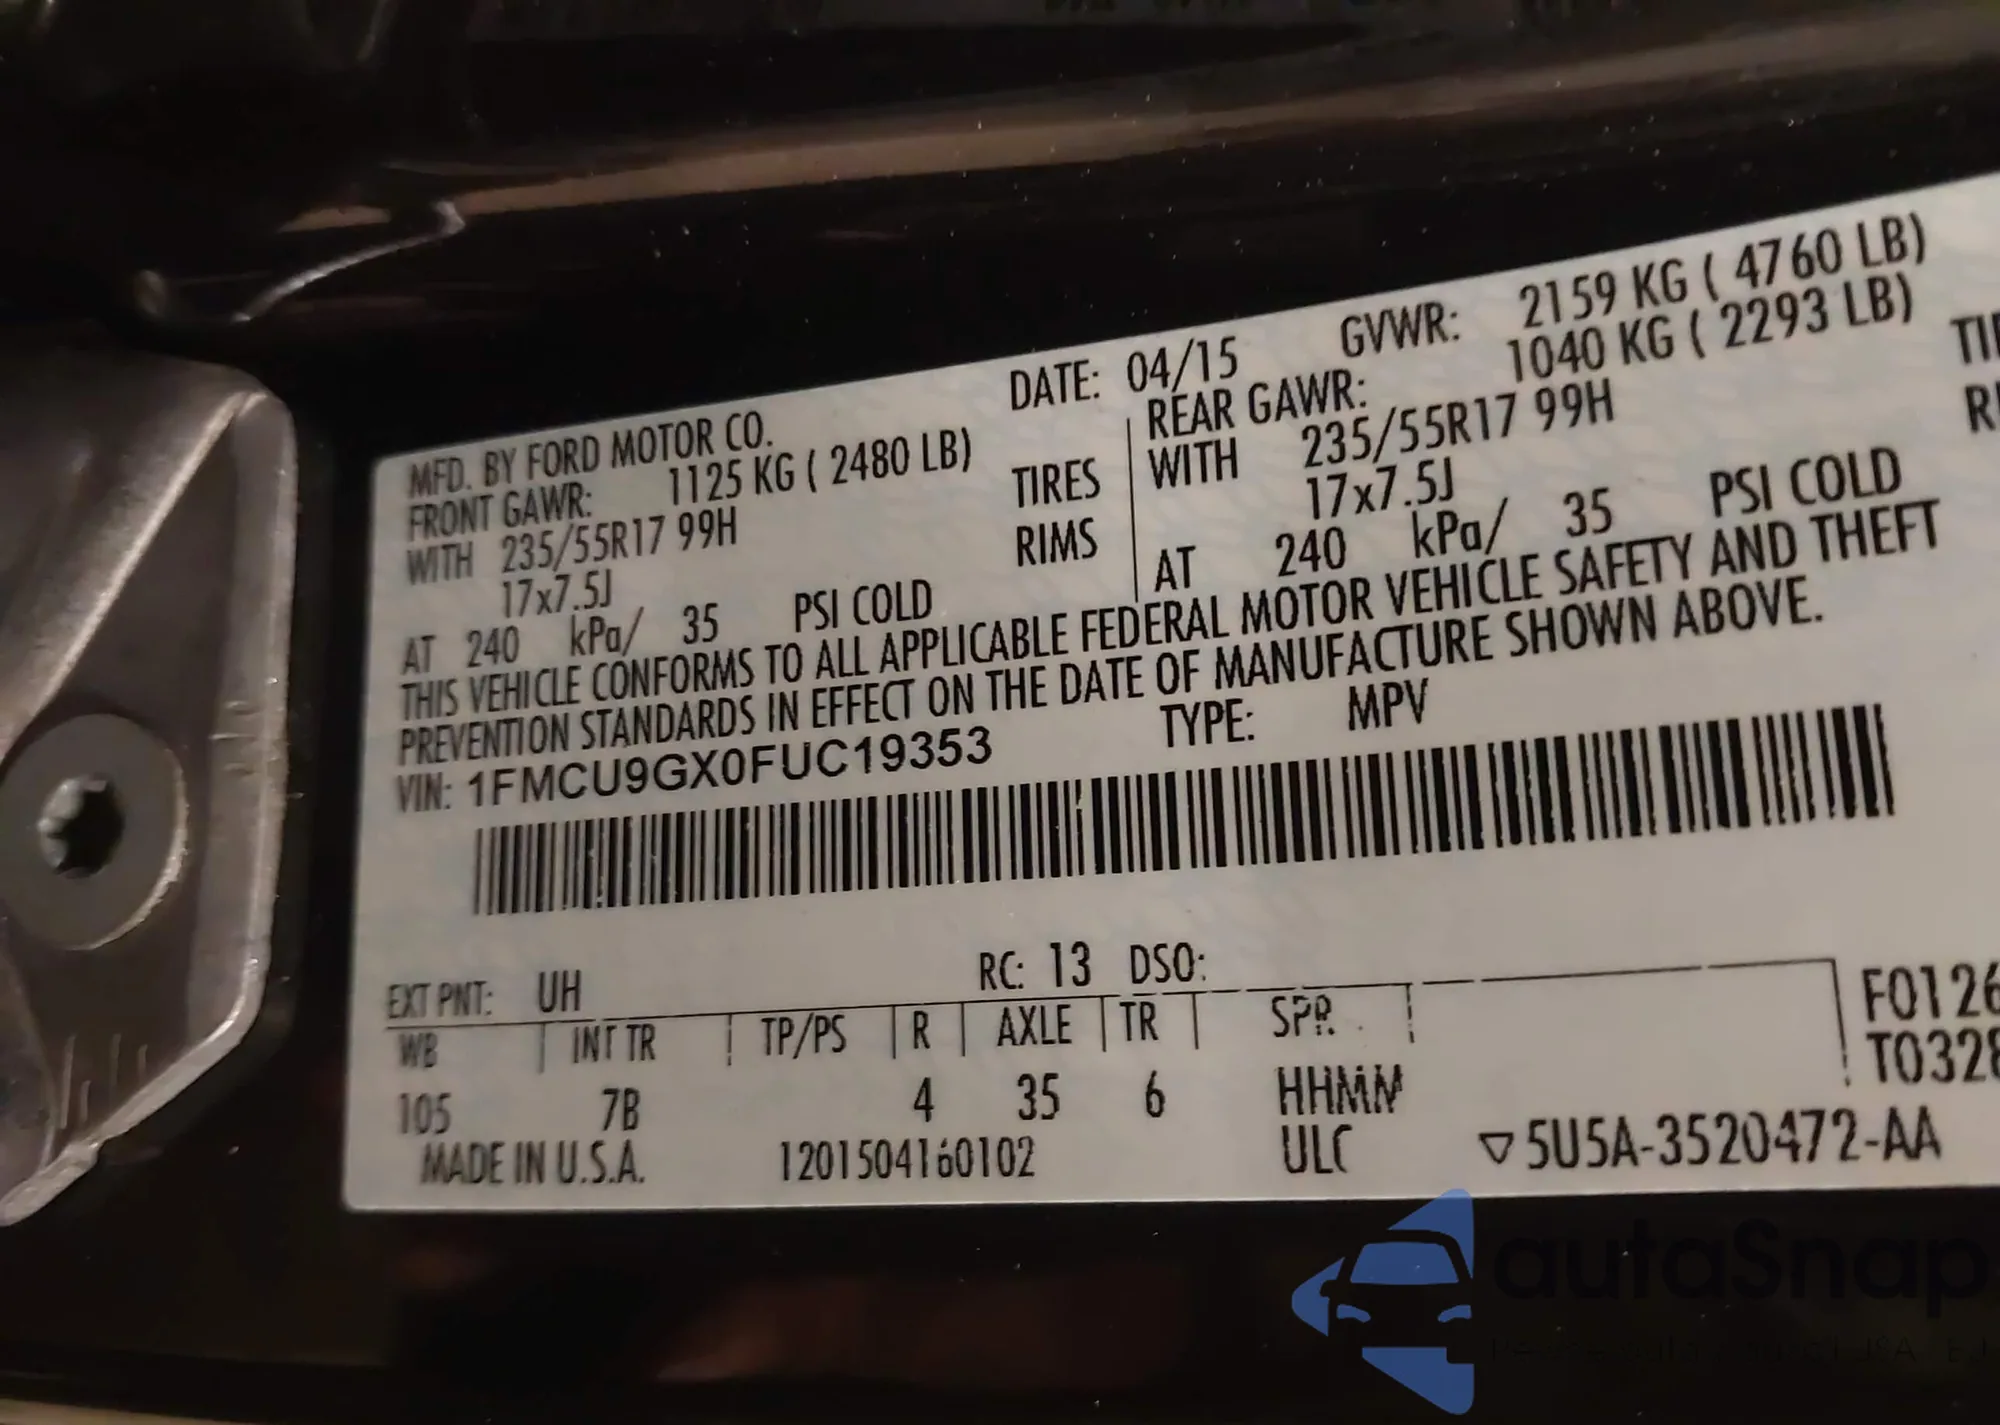 MFD. BY FORD MOTOR CO. DATE: 04/15 GVWR: 2159 KG ( 4760 LB)
FRONT GAWR: 1125 KG ( 2480 LB) REAR GAWR: 1040 KG ( 2293 LB)
WITH 235/55R17 99H TIRES WITH 235/55R17 99H TI
17x7.5J RIMS 17x7.5J R
AT 240 kPa/ 35 PSI COLD AT 240 kPa/ 35 PSI COLD
THIS VEHICLE CONFORMS TO ALL APPLICABLE FEDERAL MOTOR VEHICLE SAFETY AND THEFT
PREVENTION STANDARDS IN EFFECT ON THE DATE OF MANUFACTURE SHOWN ABOVE.
VIN: 1FMCU9GX0FUC19353 TYPE: MPV
EXT PNT: UH RC: 13 DSO:
WB INT TR TP/PS R AXLE TR SPR F0126
105 7B 4 35 6 HHMM T0328
MADE IN U.S.A. 1201504160102 ULC ▽5U5A-3520472-AA
autaSnap